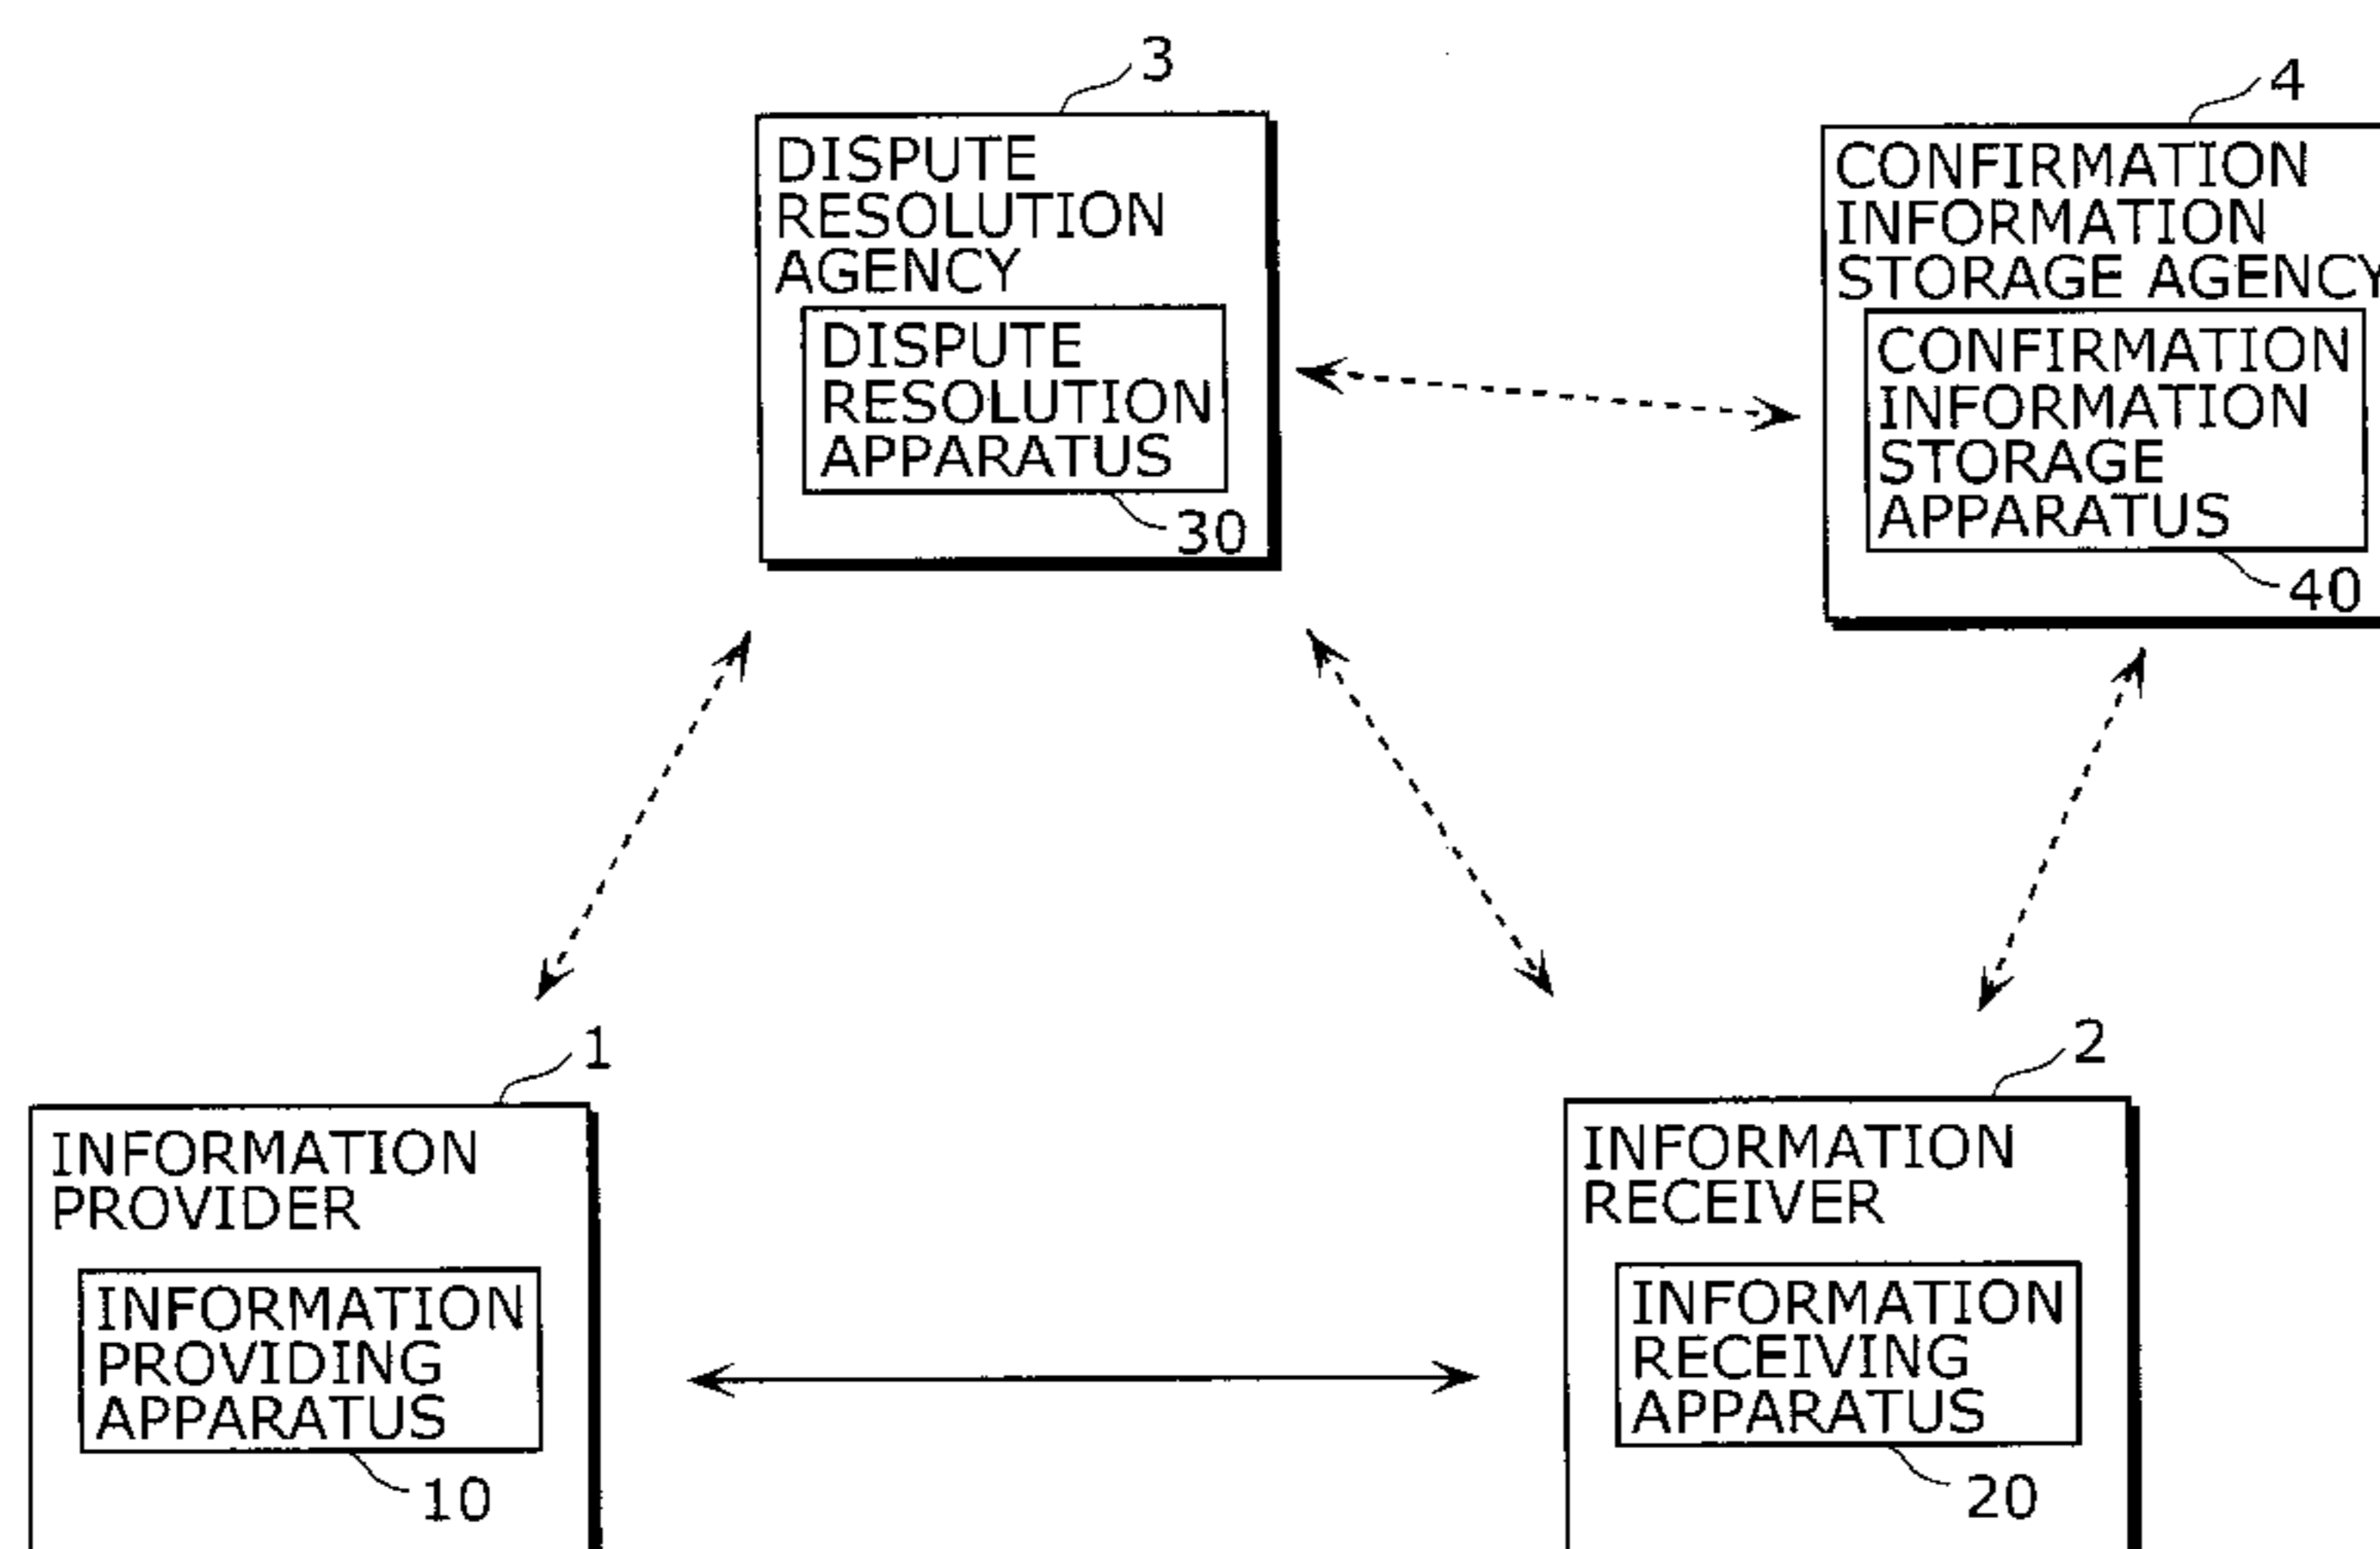 3
DISPUTE
RESOLUTION
AGENCY
DISPUTE
RESOLUTION
APPARATUS
30
4
CONFIRMATION
INFORMATION
STORAGE AGENCY
CONFIRMATION
INFORMATION
STORAGE
APPARATUS
40
1
INFORMATION
PROVIDER
INFORMATION
PROVIDING
APPARATUS
10
2
INFORMATION
RECEIVER
INFORMATION
RECEIVING
APPARATUS
20